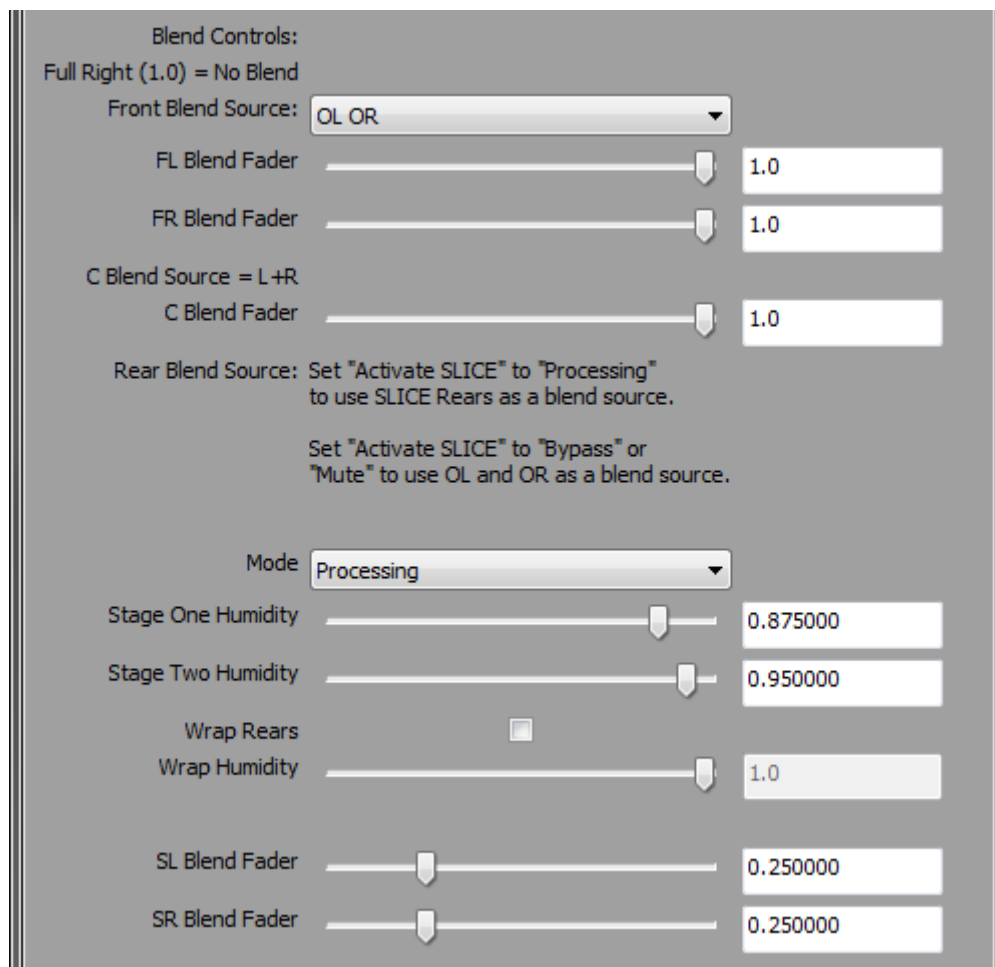 Blend Controls:
Full Right (1.0) = No Blend
Front Blend Source: OL OR
FL Blend Fader 1.0
FR Blend Fader 1.0
C Blend Source = L+R
C Blend Fader 1.0
Rear Blend Source: Set "Activate SLICE" to "Processing"
to use SLICE Rears as a blend source.
Set "Activate SLICE" to "Bypass" or
"Mute" to use OL and OR as a blend source.
Mode Processing
Stage One Humidity 0.875000
Stage Two Humidity 0.950000
Wrap Rears
Wrap Humidity 1.0
SL Blend Fader 0.250000
SR Blend Fader 0.250000